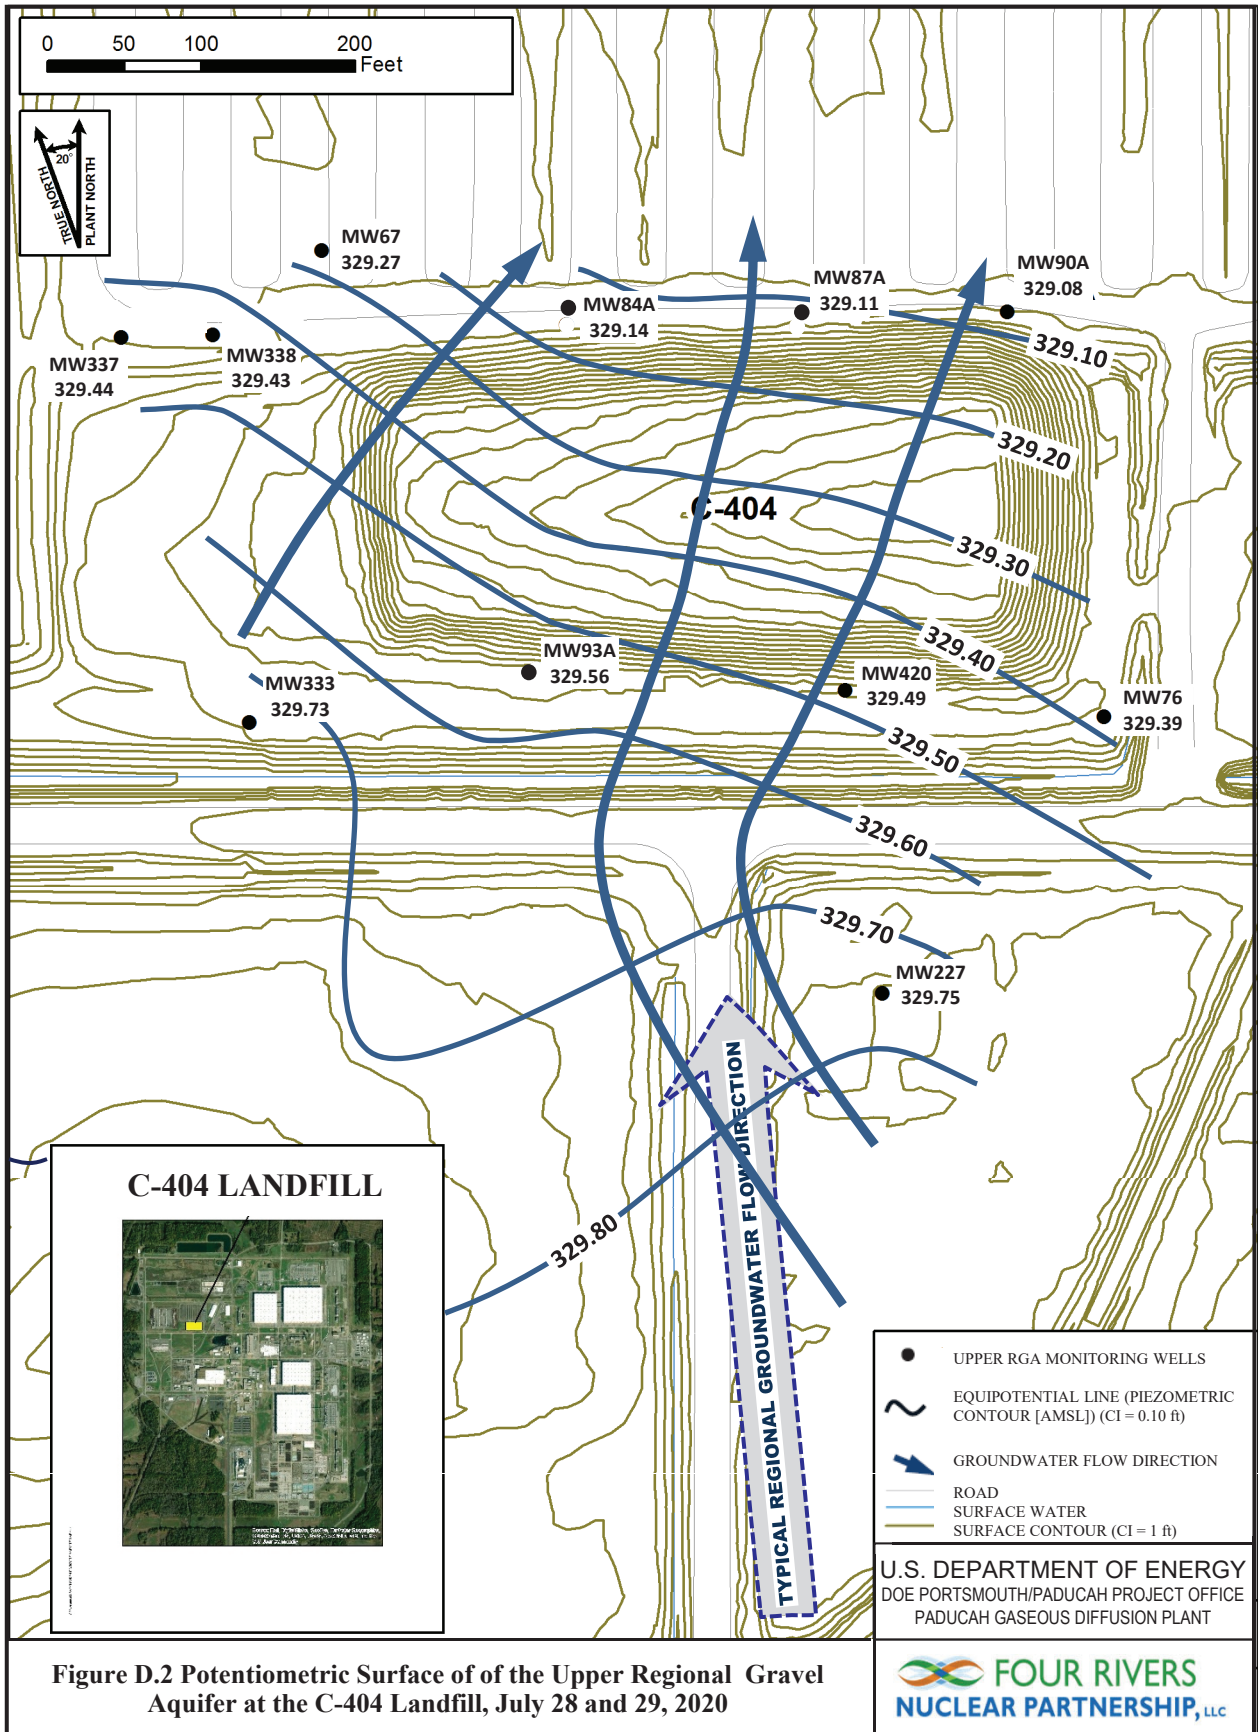 0 50 100 200
Feet
20°
TRUE NORTH
PLANT NORTH
MW67
329.27
MW84A
329.14
MW87A
329.11
MW90A
329.08
MW337
329.44
MW338
329.43
329.10
329.20
C-404
329.30
329.40
MW93A
329.56
MW420
329.49
MW333
329.73
MW76
329.39
329.50
329.60
329.70
MW227
329.75
329.80
TYPICAL REGIONAL GROUNDWATER FLOW DIRECTION
C-404 LANDFILL
UPPER RGA MONITORING WELLS
EQUIPOTENTIAL LINE (PIEZOMETRIC
CONTOUR [AMSL]) (CI = 0.10 ft)
GROUNDWATER FLOW DIRECTION
ROAD
SURFACE WATER
SURFACE CONTOUR (CI = 1 ft)
U.S. DEPARTMENT OF ENERGY
DOE PORTSMOUTH/PADUCAH PROJECT OFFICE
PADUCAH GASEOUS DIFFUSION PLANT
Figure D.2 Potentiometric Surface of of the Upper Regional Gravel
Aquifer at the C-404 Landfill, July 28 and 29, 2020
FOUR RIVERS
NUCLEAR PARTNERSHIP, LLC